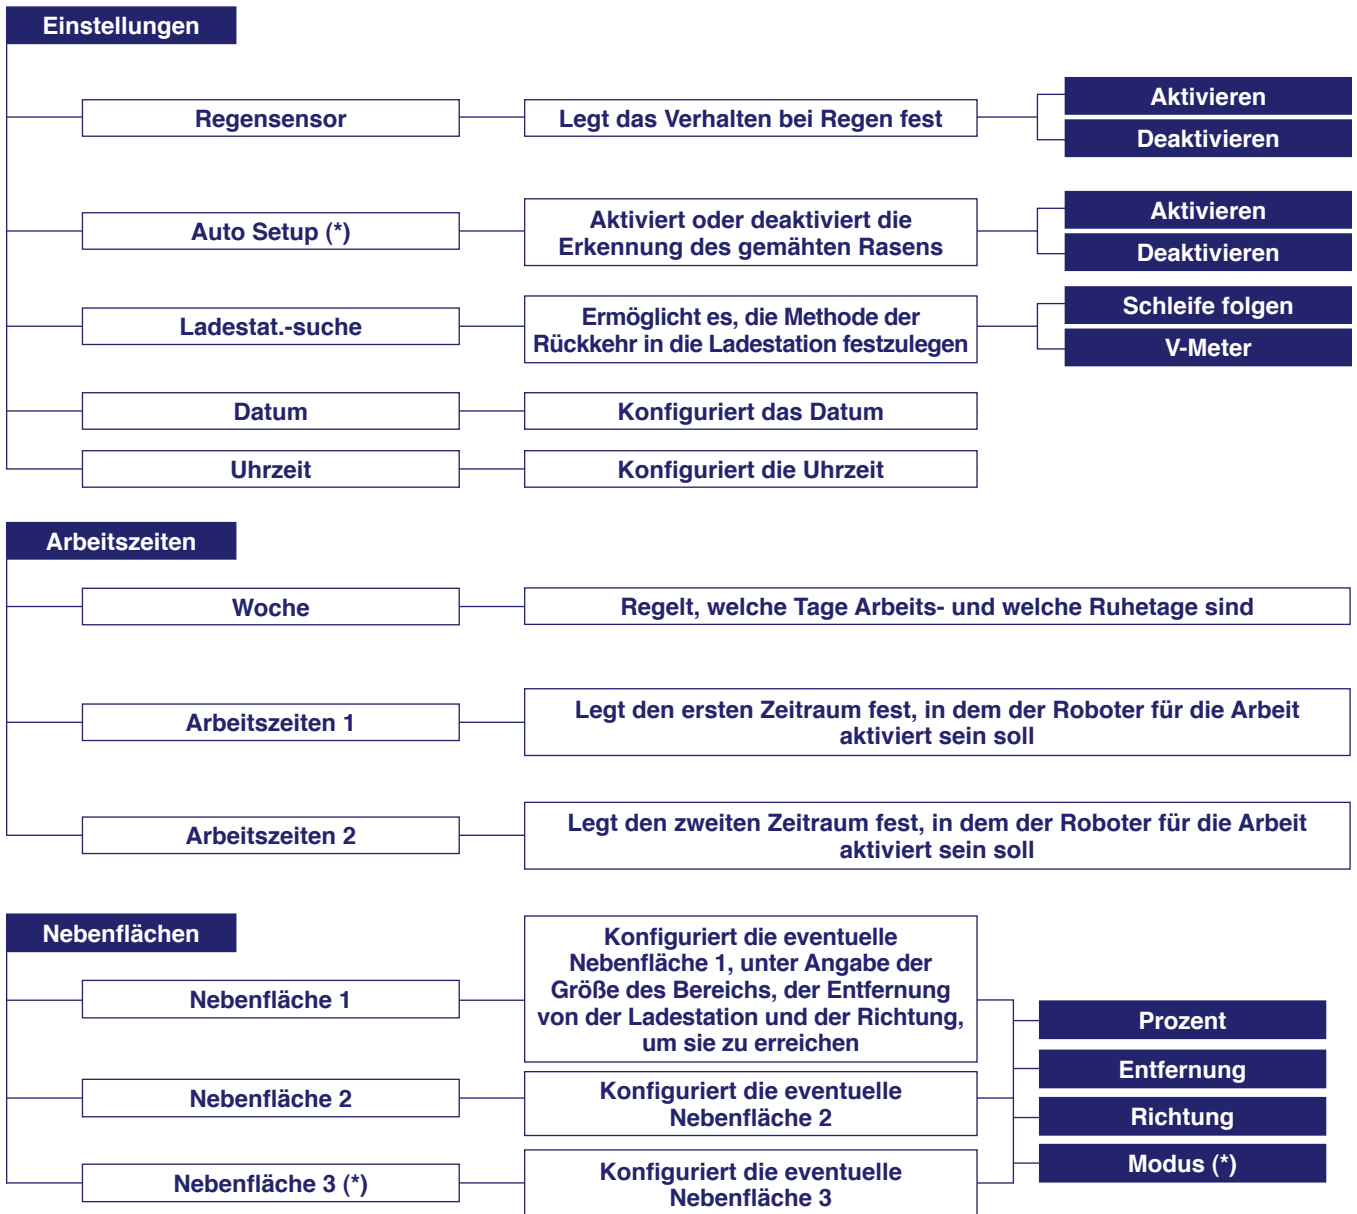 Einstellungen
Regensensor
Legt das Verhalten bei Regen fest
Aktivieren
Deaktivieren
Auto Setup (*)
Aktiviert oder deaktiviert die
Erkennung des gemähten Rasens
Aktivieren
Deaktivieren
Ladestat.-suche
Ermöglicht es, die Methode der
Rückkehr in die Ladestation festzulegen
Schleife folgen
V-Meter
Datum
Konfiguriert das Datum
Uhrzeit
Konfiguriert die Uhrzeit
Arbeitszeiten
Woche
Regelt, welche Tage Arbeits- und welche Ruhetage sind
Arbeitszeiten 1
Legt den ersten Zeitraum fest, in dem der Roboter für die Arbeit
aktiviert sein soll
Arbeitszeiten 2
Legt den zweiten Zeitraum fest, in dem der Roboter für die Arbeit
aktiviert sein soll
Nebenflächen
Nebenfläche 1
Konfiguriert die eventuelle
Nebenfläche 1, unter Angabe der
Größe des Bereichs, der Entfernung
von der Ladestation und der Richtung,
um sie zu erreichen
Nebenfläche 2
Konfiguriert die eventuelle
Nebenfläche 2
Nebenfläche 3 (*)
Konfiguriert die eventuelle
Nebenfläche 3
Prozent
Entfernung
Richtung
Modus (*)